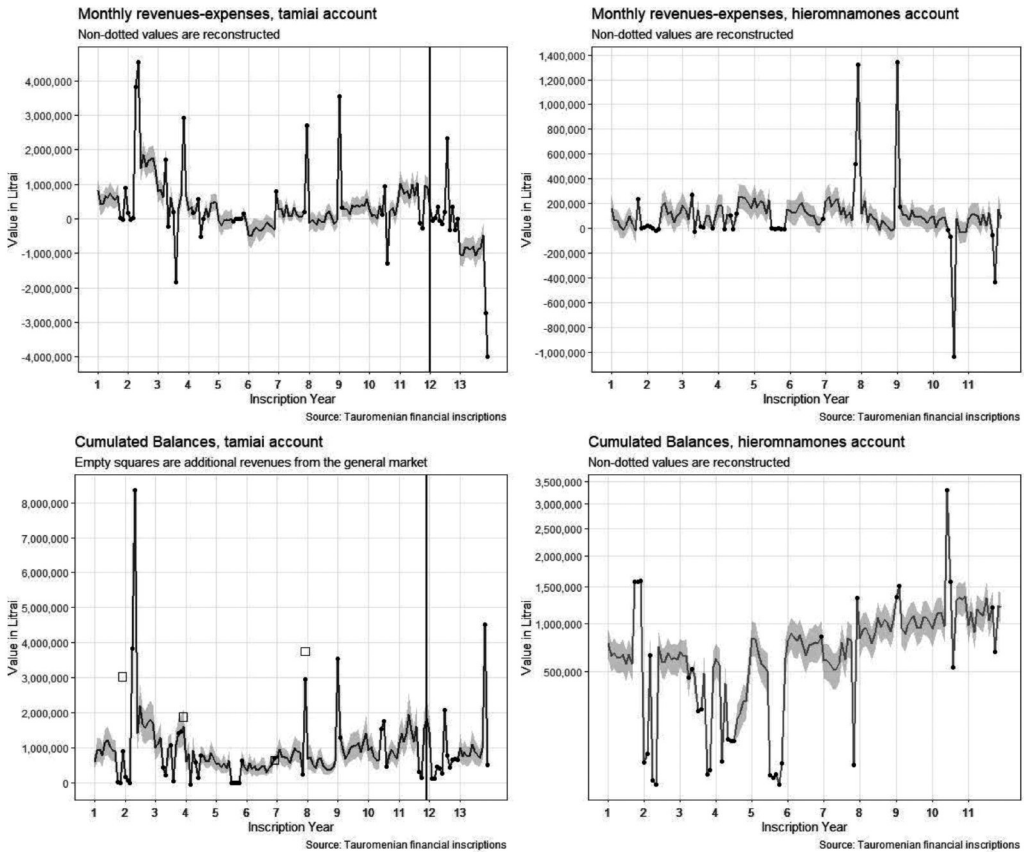 Monthly revenues-expenses, tamiai account
Non-dotted values are reconstructed
4,000,000
3,000,000
2,000,000
1,000,000
0
-1,000,000
-2,000,000
-3,000,000
-4,000,000
Value in Litrai
1 2 3 4 5 6 7 8 9 10 11 12 13
Inscription Year
Source: Tauromenian financial inscriptions
Monthly revenues-expenses, hieromnamones account
Non-dotted values are reconstructed
1,400,000
1,200,000
1,000,000
800,000
600,000
400,000
200,000
0
-200,000
-400,000
-600,000
-800,000
-1,000,000
Value in Litrai
1 2 3 4 5 6 7 8 9 10 11
Inscription Year
Source: Tauromenian financial inscriptions
Cumulated Balances, tamiai account
Empty squares are additional revenues from the general market
8,000,000
7,000,000
6,000,000
5,000,000
4,000,000
3,000,000
2,000,000
1,000,000
0
Value in Litrai
1 2 3 4 5 6 7 8 9 10 11 12 13
Inscription Year
Source: Tauromenian financial inscriptions
Cumulated Balances, hieromnamones account
Non-dotted values are reconstructed
3,500,000
3,000,000
2,500,000
2,000,000
1,500,000
1,000,000
500,000
Value in Litrai
1 2 3 4 5 6 7 8 9 10 11
Inscription Year
Source: Tauromenian financial inscriptions